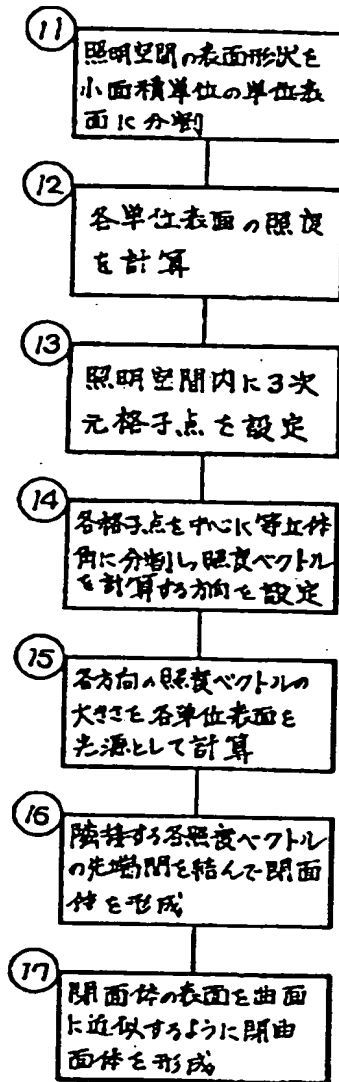 11
照明空間の表面形状を
小面積単位の単位表
面に分割
12
各単位表面の照度
を計算
13
照明空間内に3次
元格子点を設定
14
各格子点を中心に等立体
角に分割し照度ベクトル
を計算する方向を設定
15
各方向の照度ベクトルの
大きさを各単位表面を
光源として計算
16
隣接する各照度ベクトル
の先端間を結んで閉面
体を形成
17
閉面体の表面を曲面
に近似するように閉曲
面体を形成